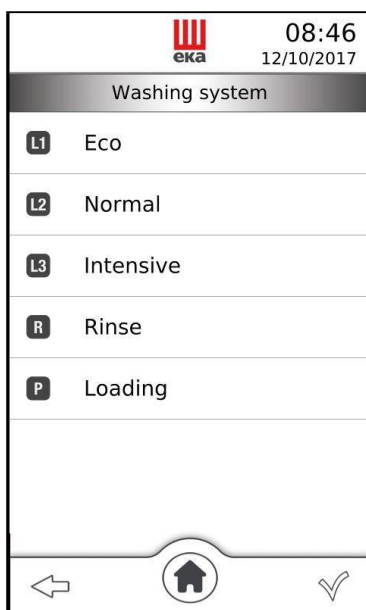 eka
08:46
12/10/2017
Washing system
L1 Eco
L2 Normal
L3 Intensive
R Rinse
P Loading